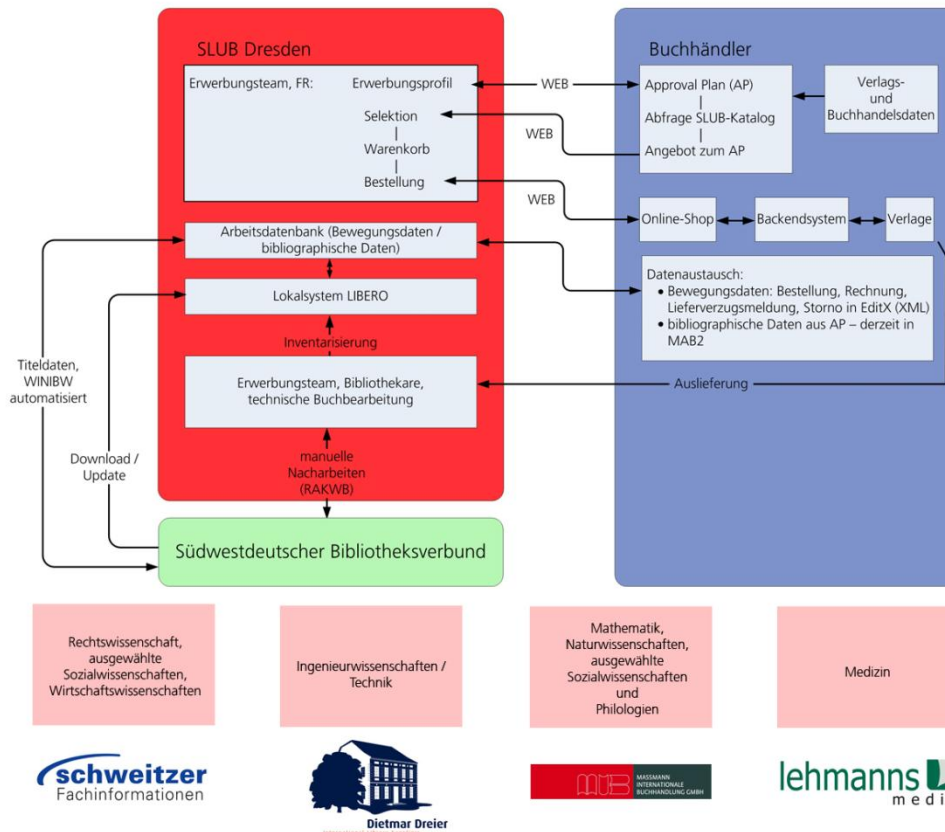 SLUB Dresden
Erwerbungsteam, FR:
Erwerbungsprofil
Selektion
Warenkorb
Bestellung
Arbeitsdatenbank (Bewegungsdaten /
bibliographische Daten)
Lokalsystem LIBERO
Inventarisierung
Erwerbungsteam, Bibliothekare,
technische Buchbearbeitung
manuelle
Nacharbeiten
(RAKWB)
Südwestdeutscher Bibliotheksverbund
Titeldaten,
WINIBW
automatisiert
Download /
Update
WEB
WEB
WEB
Buchhändler
Approval Plan (AP)
Abfrage SLUB-Katalog
Angebot zum AP
Verlags-
und
Buchhandelsdaten
Online-Shop
Backendsystem
Verlage
Datenaustausch:
• Bewegungsdaten: Bestellung, Rechnung,
Lieferverzugsmeldung, Storno in EditX (XML)
• bibliographische Daten aus AP – derzeit in
MAB2
Auslieferung
Rechtswissenschaft,
ausgewählte
Sozialwissenschaften,
Wirtschaftswissenschaften
Ingenieurwissenschaften /
Technik
Mathematik,
Naturwissenschaften,
ausgewählte
Sozialwissenschaften
und
Philologien
Medizin
schweitzer
Fachinformationen
Dietmar Dreier
MASSMANN
INTERNATIONALE
BUCHHANDLUNG GMBH
lehmanns
medi